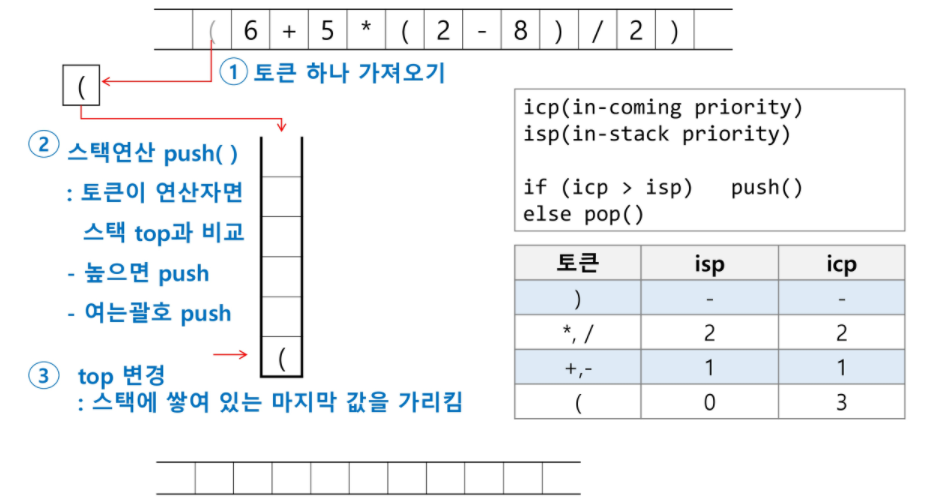 ( 6 + 5 * ( 2 - 8 ) / 2 )
① 토큰 하나 가져오기
(
② 스택연산 push( )
: 토큰이 연산자면
스택 top과 비교
- 높으면 push
- 여는괄호 push
(
③ top 변경
: 스택에 쌓여 있는 마지막 값을 가리킴
icp(in-coming priority)
isp(in-stack priority)
if (icp > isp) push()
else pop()
토큰 isp icp
) - -
*, / 2 2
+,- 1 1
( 0 3